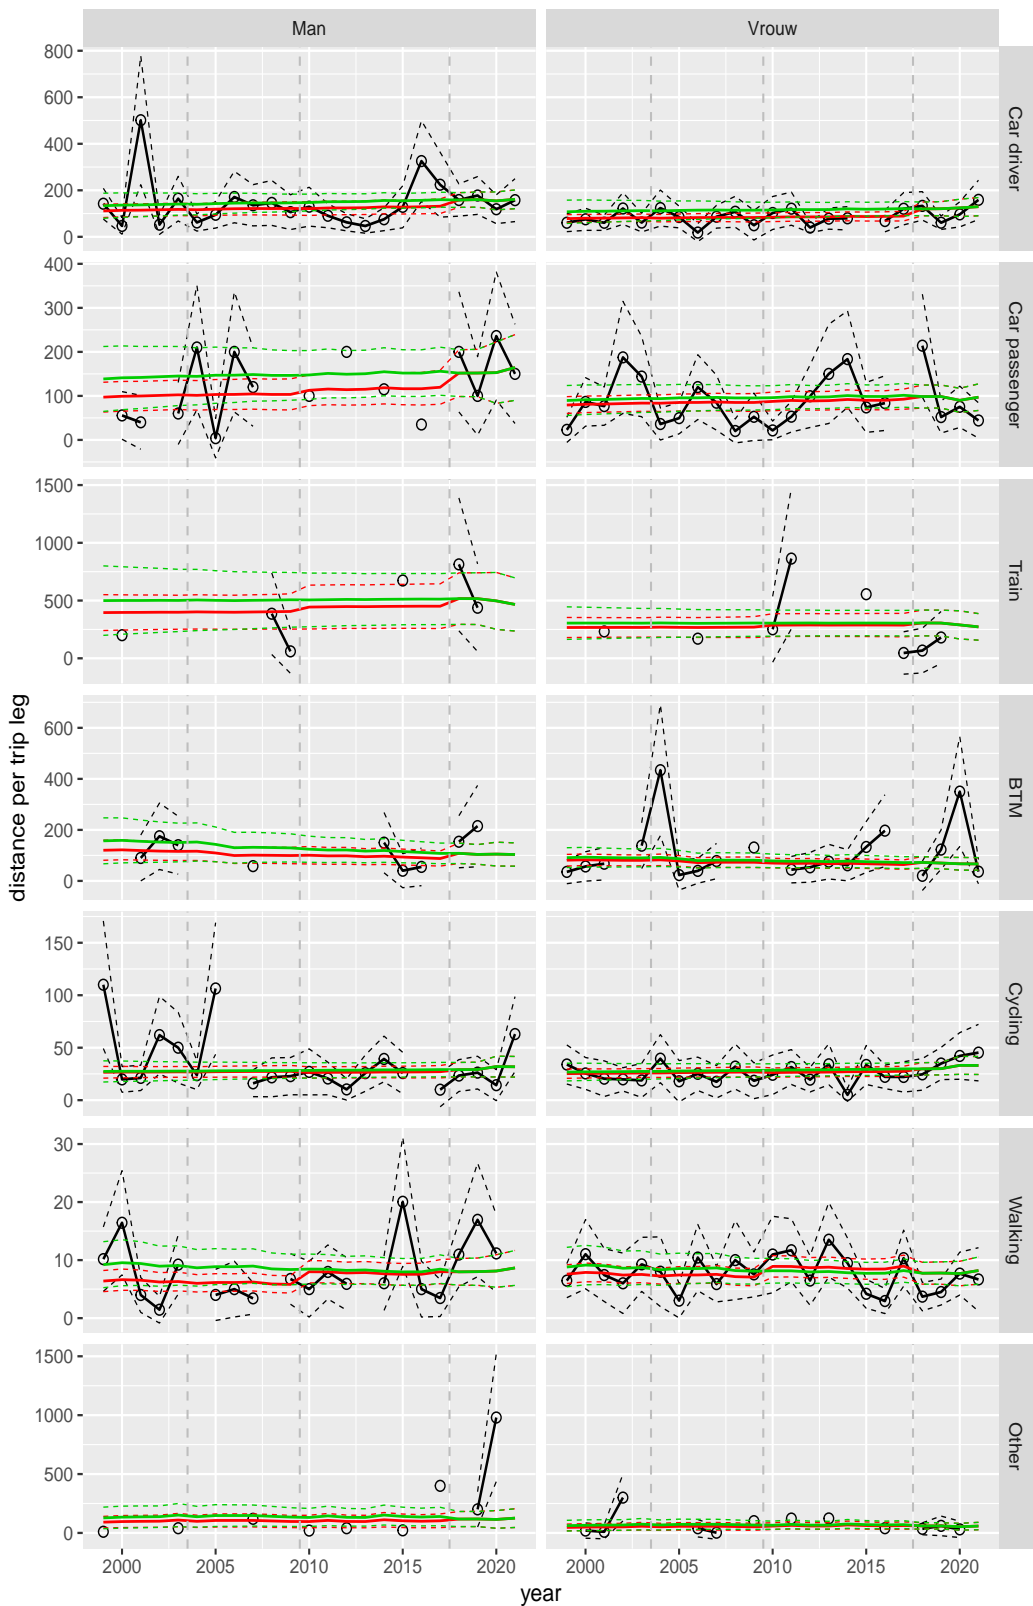 Man Vrouw
800
600
400
200
0
Car driver
400
300
200
100
0
Car passenger
1500
1000
500
0
Train
600
400
200
0
BTM
150
100
50
0
Cycling
30
20
10
0
Walking
1500
1000
500
0
Other
2000 2005 2010 2015 2020 2000 2005 2010 2015 2020
year
distance per trip leg